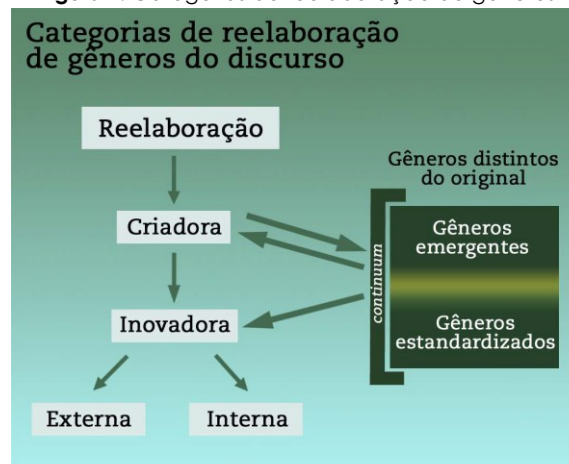 Categorias de reelaboração
de gêneros do discurso
Reelaboração
Gêneros distintos
do original
Criadora
Gêneros
emergentes
continuum
Inovadora
Gêneros
estandardizados
Externa
Interna